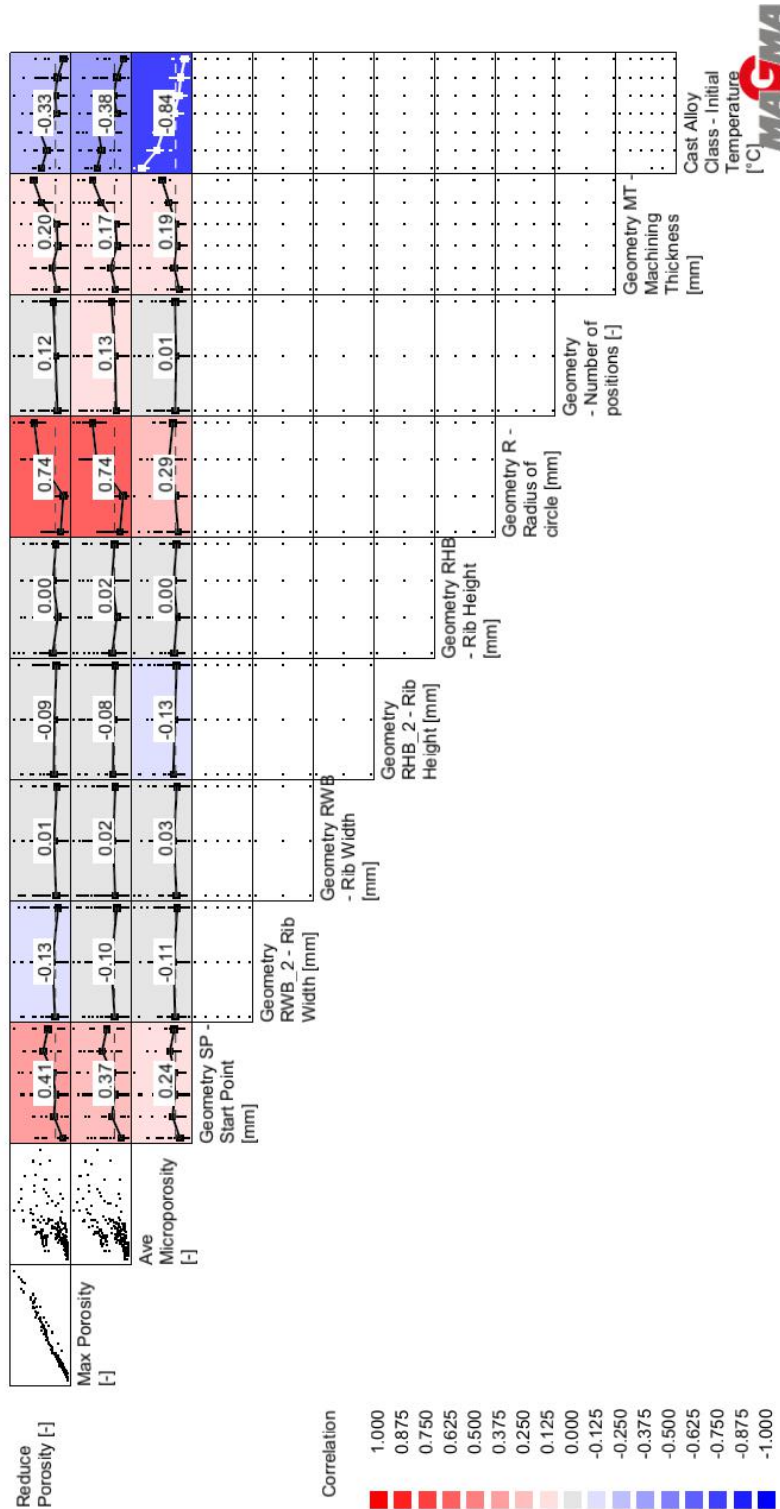 Reduce
Porosity [-]
-0.33
0.20
0.12
0.74
0.00
-0.09
0.01
-0.13
0.41
Max Porosity
[-]
-0.38
0.17
0.13
0.74
0.02
-0.08
0.02
-0.10
0.37
Ave
Microporosity
[-]
-0.84
0.19
0.01
0.29
0.00
-0.13
0.03
-0.11
0.24
Geometry SP -
Start Point
[mm]
Geometry
RWB_2 - Rib
Width [mm]
Geometry RWB
- Rib Width
[mm]
Geometry
RHB_2 - Rib
Height [mm]
Geometry RHB
- Rib Height
[mm]
Geometry R -
Radius of
circle [mm]
Geometry
- Number of
positions [-]
Geometry MT -
Machining
Thickness
[mm]
Cast Alloy
Class - Initial
Temperature
[°C]
Correlation
1.000
0.875
0.750
0.625
0.500
0.375
0.250
0.125
0.000
-0.125
-0.250
-0.375
-0.500
-0.625
-0.750
-0.875
-1.000
MAGMA